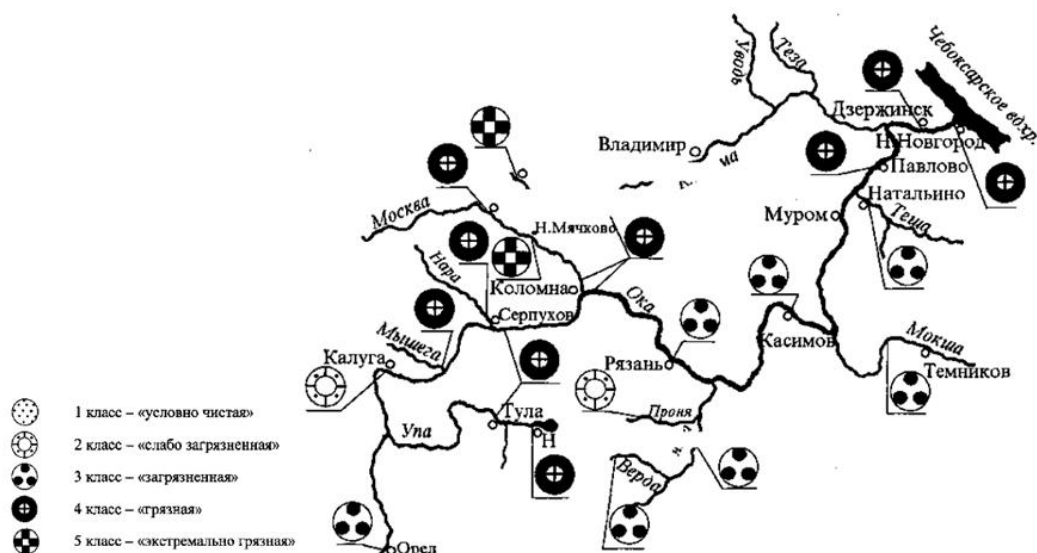 Уводь
Теза
Чебоксарское вдхр.
Дзержинск
Владимир
ма
Н.Новгород
Павлово
Натальино
Москва
Муром
Теша
Н.Мячково
Нара
Коломна
Ока
Серпухов
Касимов
Мокша
Мышега
Калуга
Рязань
Темников
Проня
Тула
Упа
Н
Верда
Орел
1 класс – «условно чистая»
2 класс – «слабо загрязненная»
3 класс – «загрязненная»
4 класс – «грязная»
5 класс – «экстремально грязная»